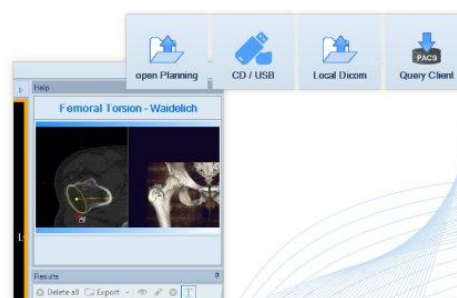 open Planning
CD / USB
Local Dicom
PACS
Query Client
Help
Femoral Torsion - Waidelich
Results
Delete all
Export
T